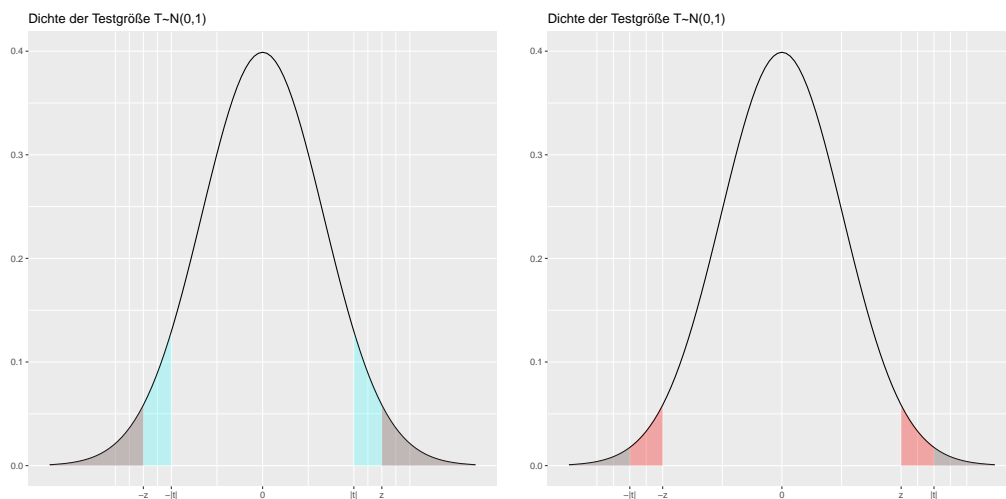 Dichte der Testgröße T~N(0,1)
0.4
0.3
0.2
0.1
0.0
−z −|t| 0 |t| z
Dichte der Testgröße T~N(0,1)
0.4
0.3
0.2
0.1
0.0
−|t| −z 0 z |t|